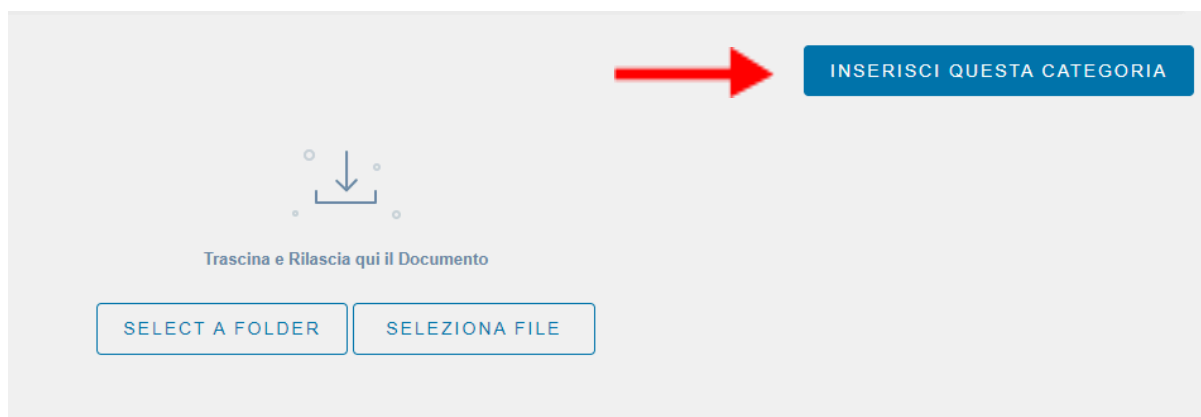 INSERISCI QUESTA CATEGORIA
Trascina e Rilascia qui il Documento
SELECT A FOLDER
SELEZIONA FILE